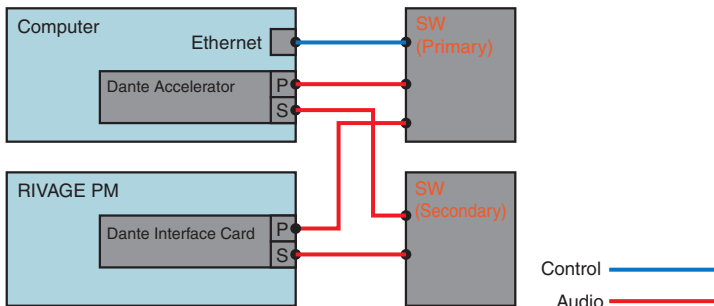 Computer
Ethernet
SW
(Primary)
Dante Accelerator
P
S
RIVAGE PM
SW
(Secondary)
Dante Interface Card
P
S
Control
Audio